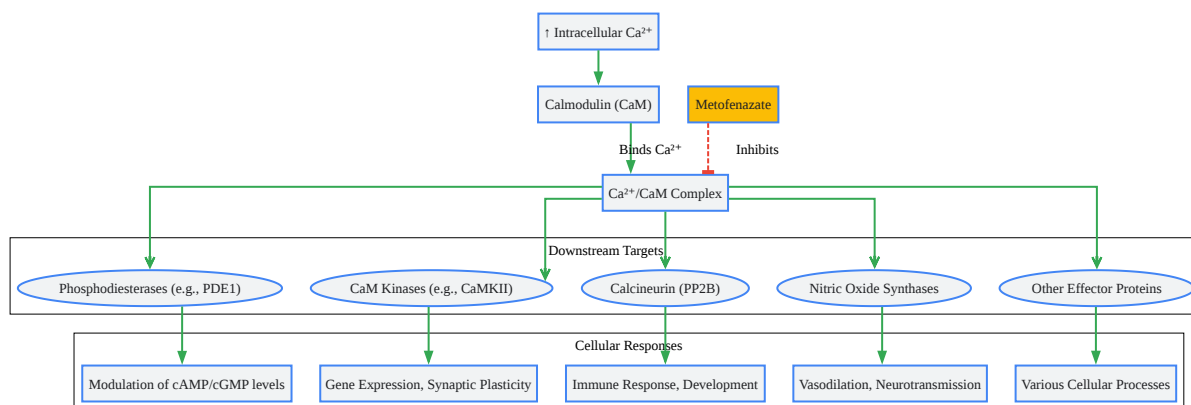 ↑ Intracellular Ca²⁺
Calmodulin (CaM)
Metofenazate
Binds Ca²⁺
Inhibits
Ca²⁺/CaM Complex
Downstream Targets
Phosphodiesterases (e.g., PDE1)
CaM Kinases (e.g., CaMKII)
Calcineurin (PP2B)
Nitric Oxide Synthases
Other Effector Proteins
Cellular Responses
Modulation of cAMP/cGMP levels
Gene Expression, Synaptic Plasticity
Immune Response, Development
Vasodilation, Neurotransmission
Various Cellular Processes